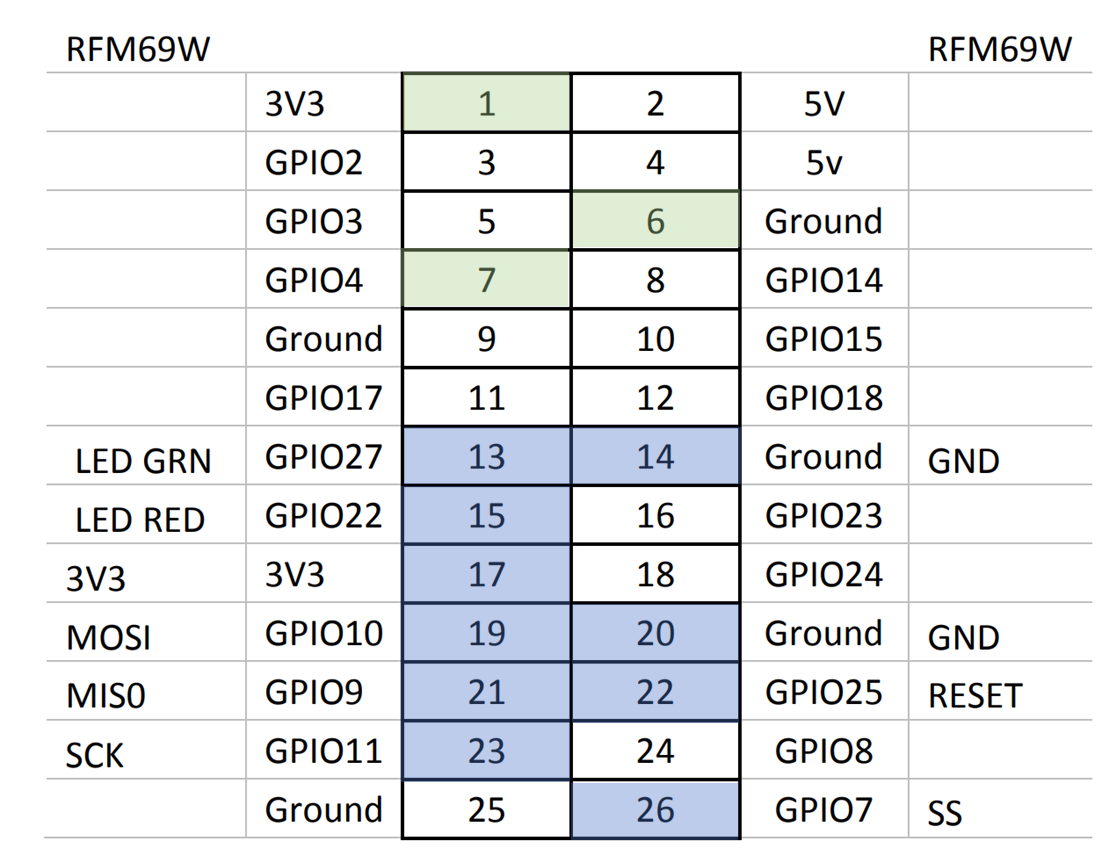 RFM69W RFM69W
3V3 1 2 5V
GPIO2 3 4 5v
GPIO3 5 6 Ground
GPIO4 7 8 GPIO14
Ground 9 10 GPIO15
GPIO17 11 12 GPIO18
LED GRN GPIO27 13 14 Ground GND
LED RED GPIO22 15 16 GPIO23
3V3 3V3 17 18 GPIO24
MOSI GPIO10 19 20 Ground GND
MIS0 GPIO9 21 22 GPIO25 RESET
SCK GPIO11 23 24 GPIO8
Ground 25 26 GPIO7 SS